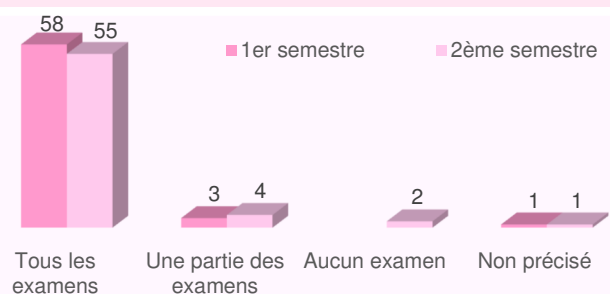 58 55
1er semestre 2ème semestre
3 4 2 1 1
Tous les examens
Une partie des examens
Aucun examen
Non précisé